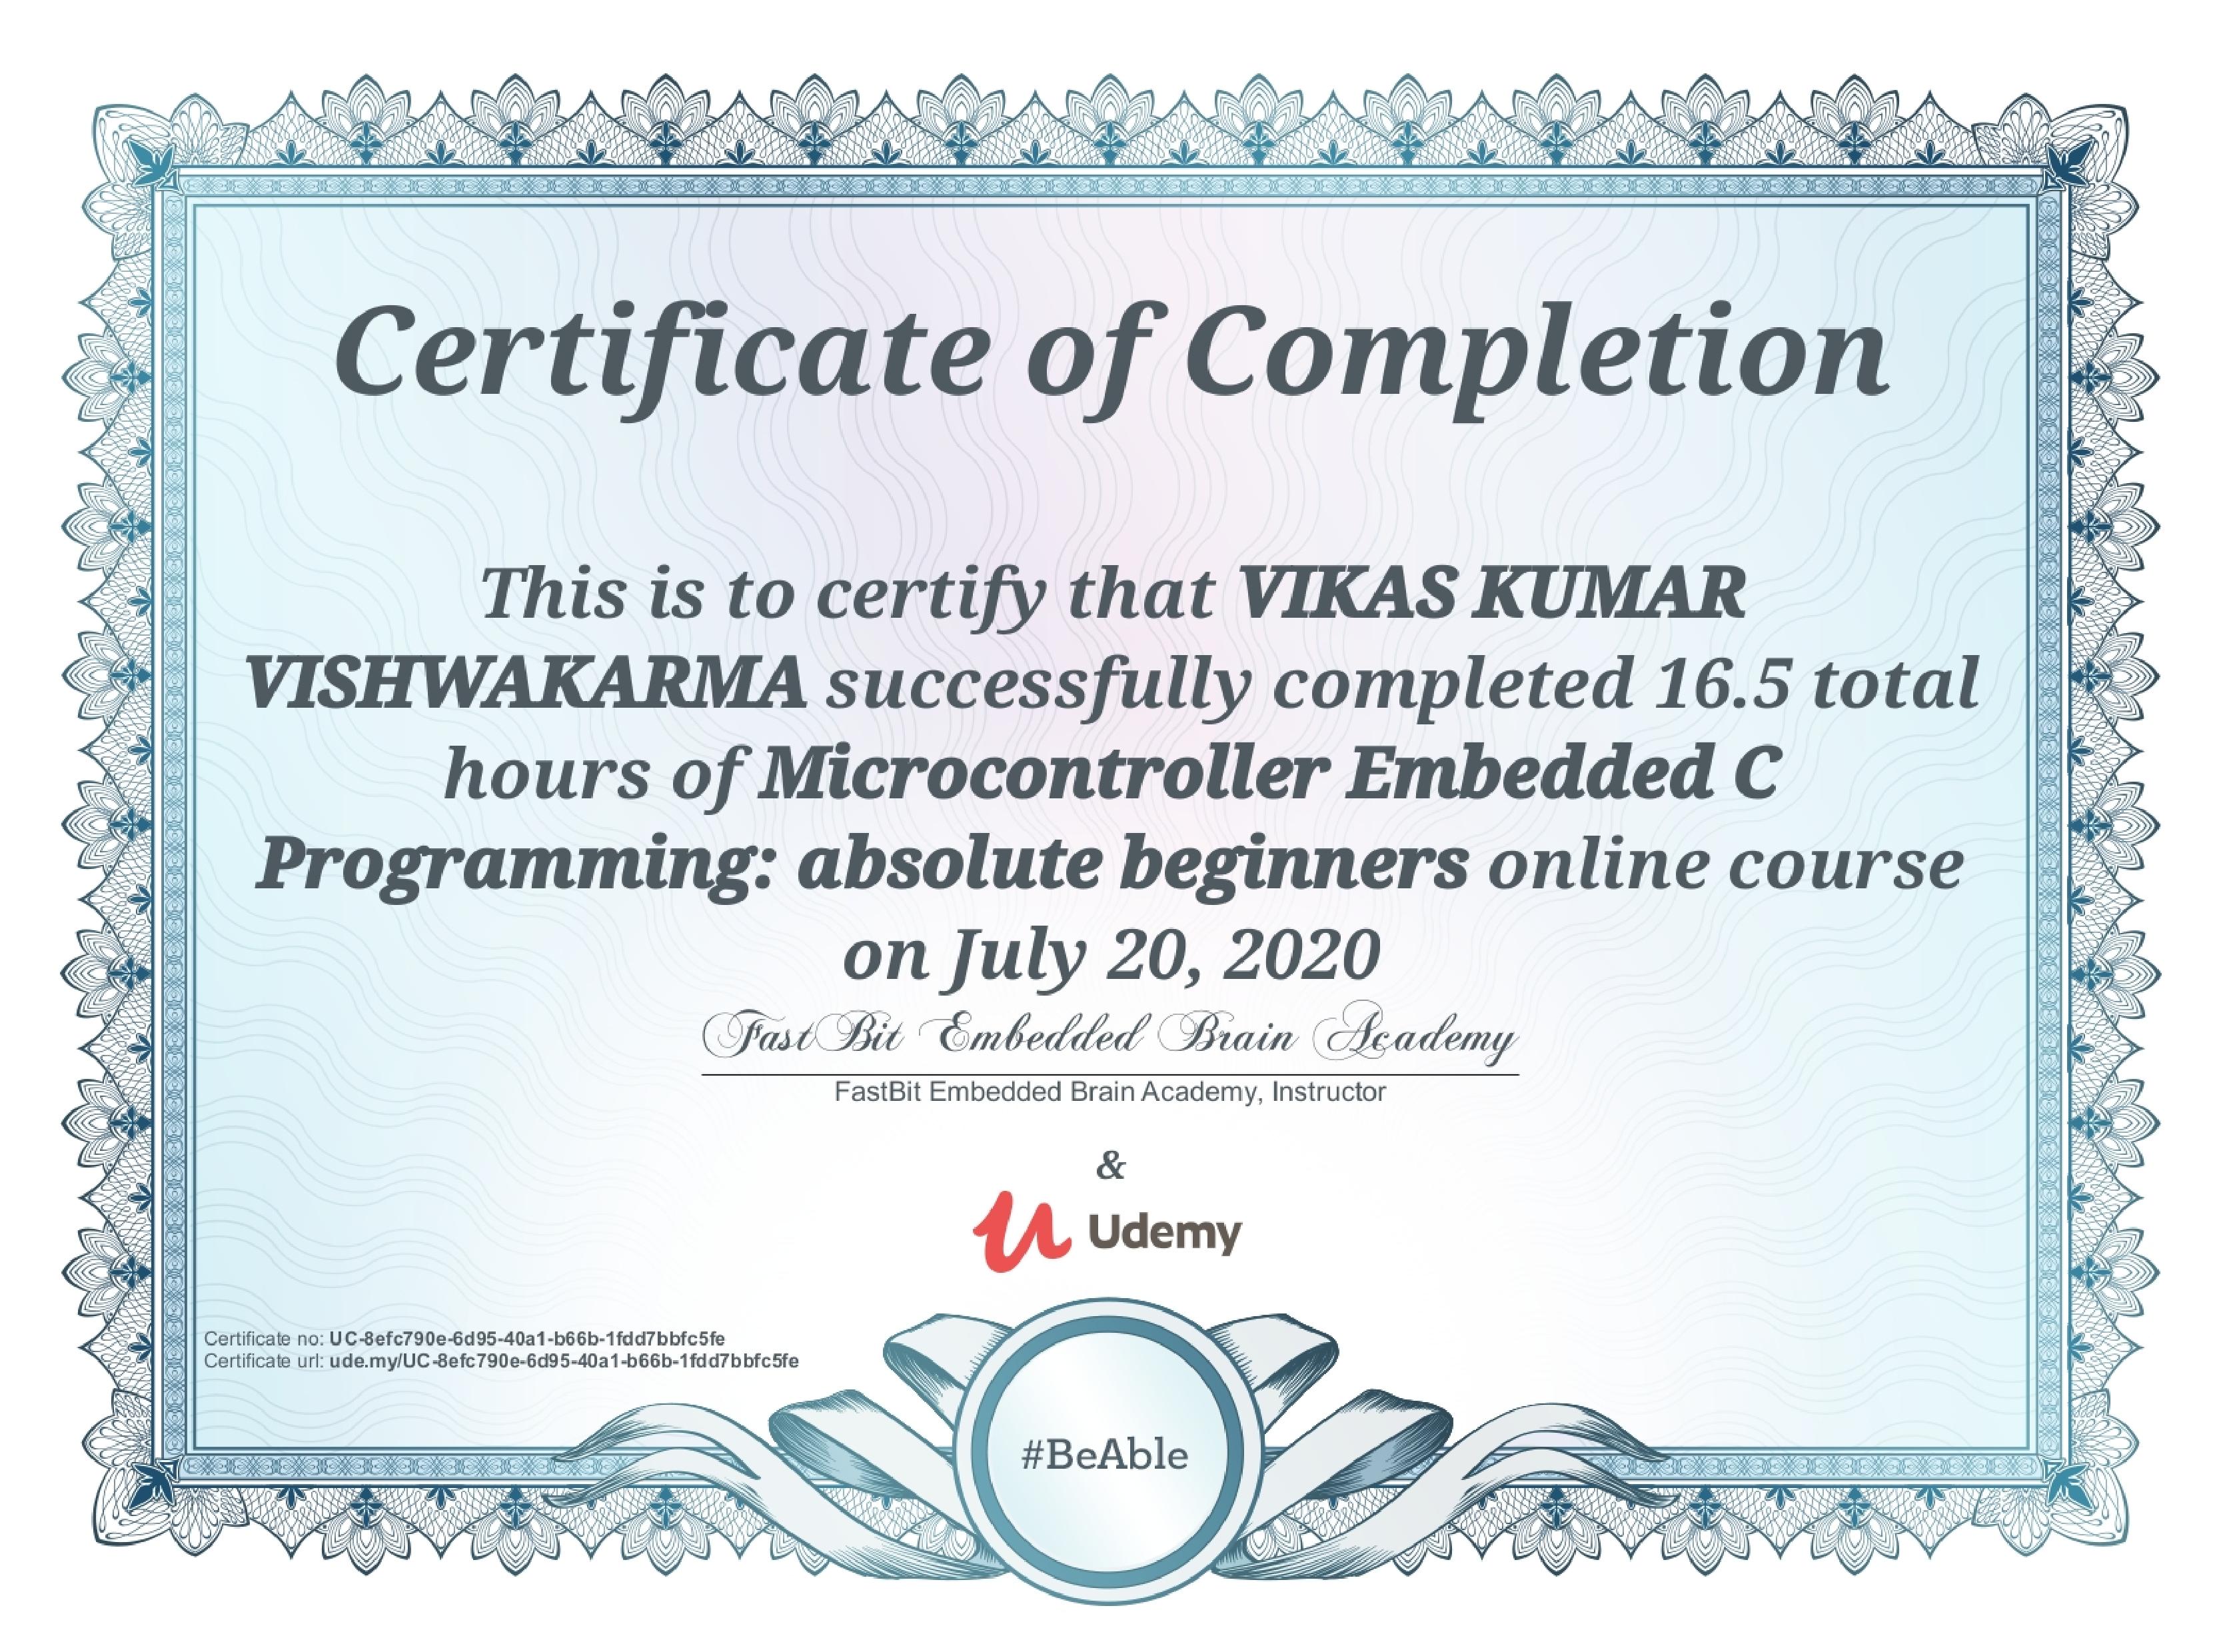 Certificate of Completion
This is to certify that VIKAS KUMAR
VISHWAKARMA successfully completed 16.5 total
hours of Microcontroller Embedded C
Programming: absolute beginners online course
on July 20, 2020
FastBit Embedded Brain Academy
FastBit Embedded Brain Academy, Instructor
&
Udemy
Certificate no: UC-8efc790e-6d95-40a1-b66b-1fdd7bbfc5fe
Certificate url: ude.my/UC-8efc790e-6d95-40a1-b66b-1fdd7bbfc5fe
#BeAble